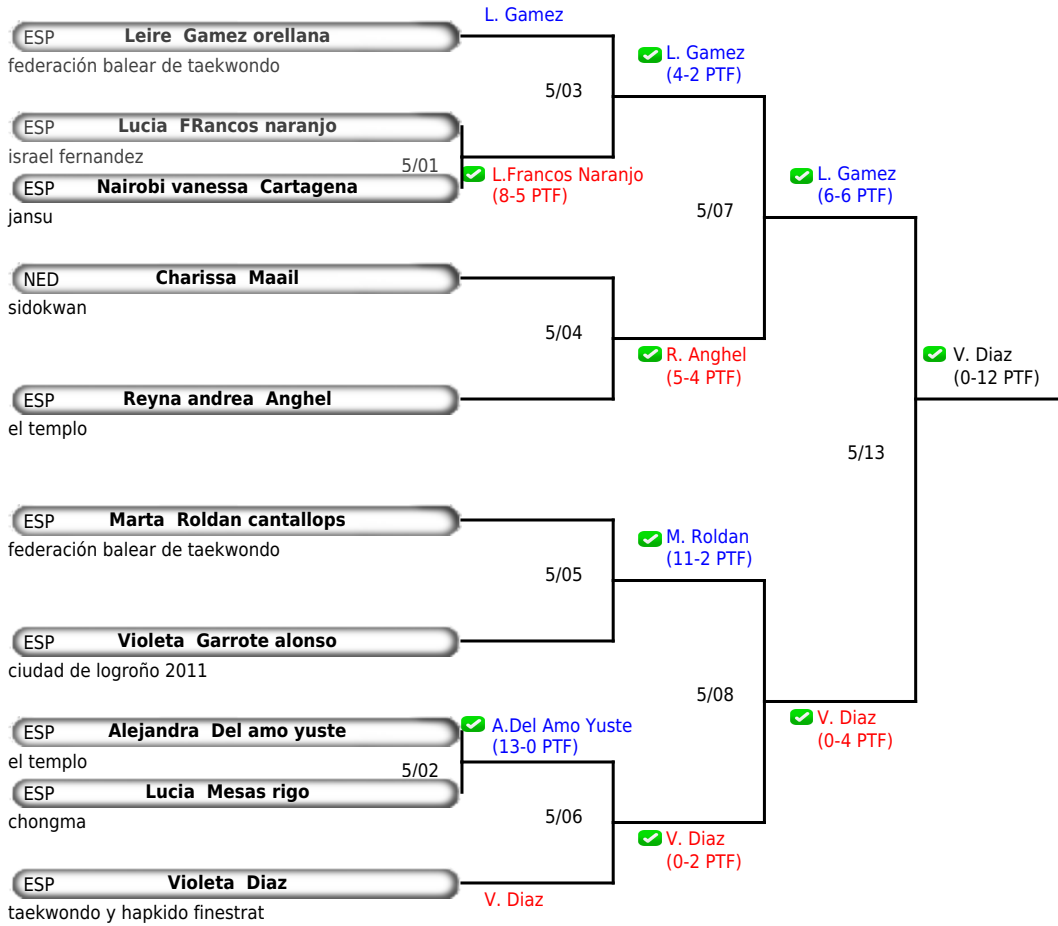 L. Gamez
ESP Leire Gamez orellana
federación balear de taekwondo
L. Gamez
(4-2 PTF)
5/03
ESP Lucia FRancos naranjo
israel fernandez
5/01
L.Francos Naranjo
(8-5 PTF)
ESP Nairobi vanessa Cartagena
jansu
L. Gamez
(6-6 PTF)
5/07
NED Charissa Maail
sidokwan
5/04
R. Anghel
(5-4 PTF)
V. Diaz
(0-12 PTF)
ESP Reyna andrea Anghel
el templo
5/13
ESP Marta Roldan cantallops
federación balear de taekwondo
M. Roldan
(11-2 PTF)
5/05
ESP Violeta Garrote alonso
ciudad de logroño 2011
5/08
V. Diaz
(0-4 PTF)
ESP Alejandra Del amo yuste
el templo
A.Del Amo Yuste
(13-0 PTF)
5/02
ESP Lucia Mesas rigo
chongma
5/06
V. Diaz
(0-2 PTF)
ESP Violeta Diaz
V. Diaz
taekwondo y hapkido finestrat